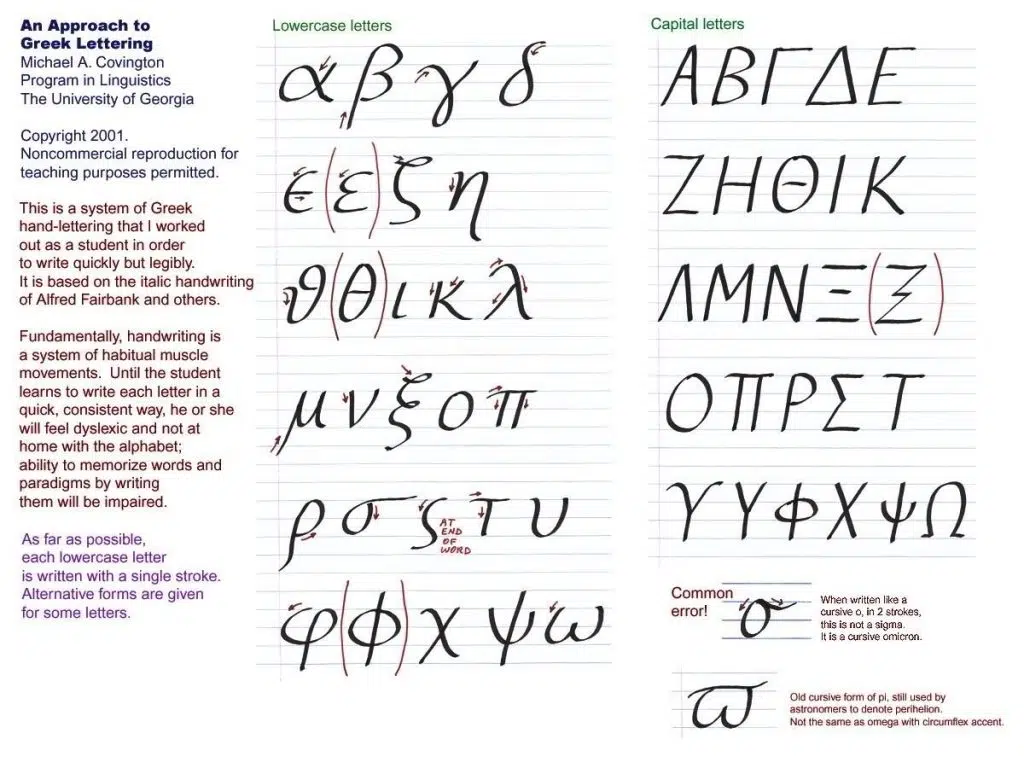 An Approach to
Greek Lettering
Michael A. Covington
Program in Linguistics
The University of Georgia
Copyright 2001.
Noncommercial reproduction for
teaching purposes permitted.
This is a system of Greek
hand-lettering that I worked
out as a student in order
to write quickly but legibly.
It is based on the italic handwriting
of Alfred Fairbank and others.
Fundamentally, handwriting is
a system of habitual muscle
movements. Until the student
learns to write each letter in a
quick, consistent way, he or she
will feel dyslexic and not at
home with the alphabet;
ability to memorize words and
paradigms by writing
them will be impaired.
As far as possible,
each lowercase letter
is written with a single stroke.
Alternative forms are given
for some letters.
Lowercase letters
α β γ δ
ϵ (ε) ζ η
ϑ (θ) ι κ λ
μ ν ξ ο π
ρ σ ς τ υ
AT
END
OF
WORD
φ (ϕ) χ ψ ω
Capital letters
Α Β Γ Δ Ε
Ζ Η Θ Ι Κ
Λ Μ Ν Ξ (Ξ)
Ο Π Ρ Σ Τ
ϒ Υ Φ Χ Ψ Ω
Common
error!
σ
When written like a
cursive o, in 2 strokes,
this is not a sigma.
It is a cursive omicron.
ϖ
Old cursive form of pi, still used by
astronomers to denote perihelion.
Not the same as omega with circumflex accent.